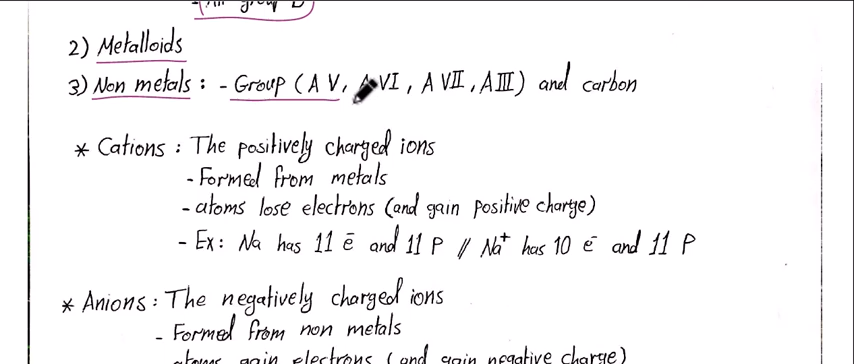 2) Metalloids
3) Non metals : - Group (A V, A VI, A VII, A III) and carbon
* Cations : The positively charged ions
- Formed from metals
- atoms lose electrons (and gain positive charge)
- Ex: Na has 11 ē and 11 P // Na⁺ has 10 ē and 11 P
* Anions : The negatively charged ions
- Formed from non metals
atoms gain electrons (and gain negative charge)